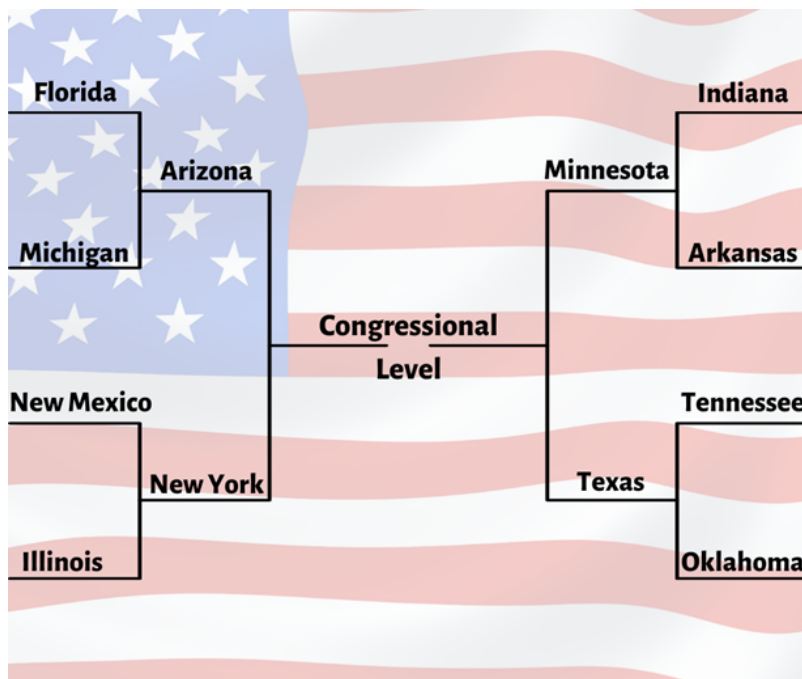 Florida
Indiana
Arizona
Minnesota
Michigan
Arkansas
Congressional
Level
New Mexico
Tennessee
New York
Texas
Illinois
Oklahoma